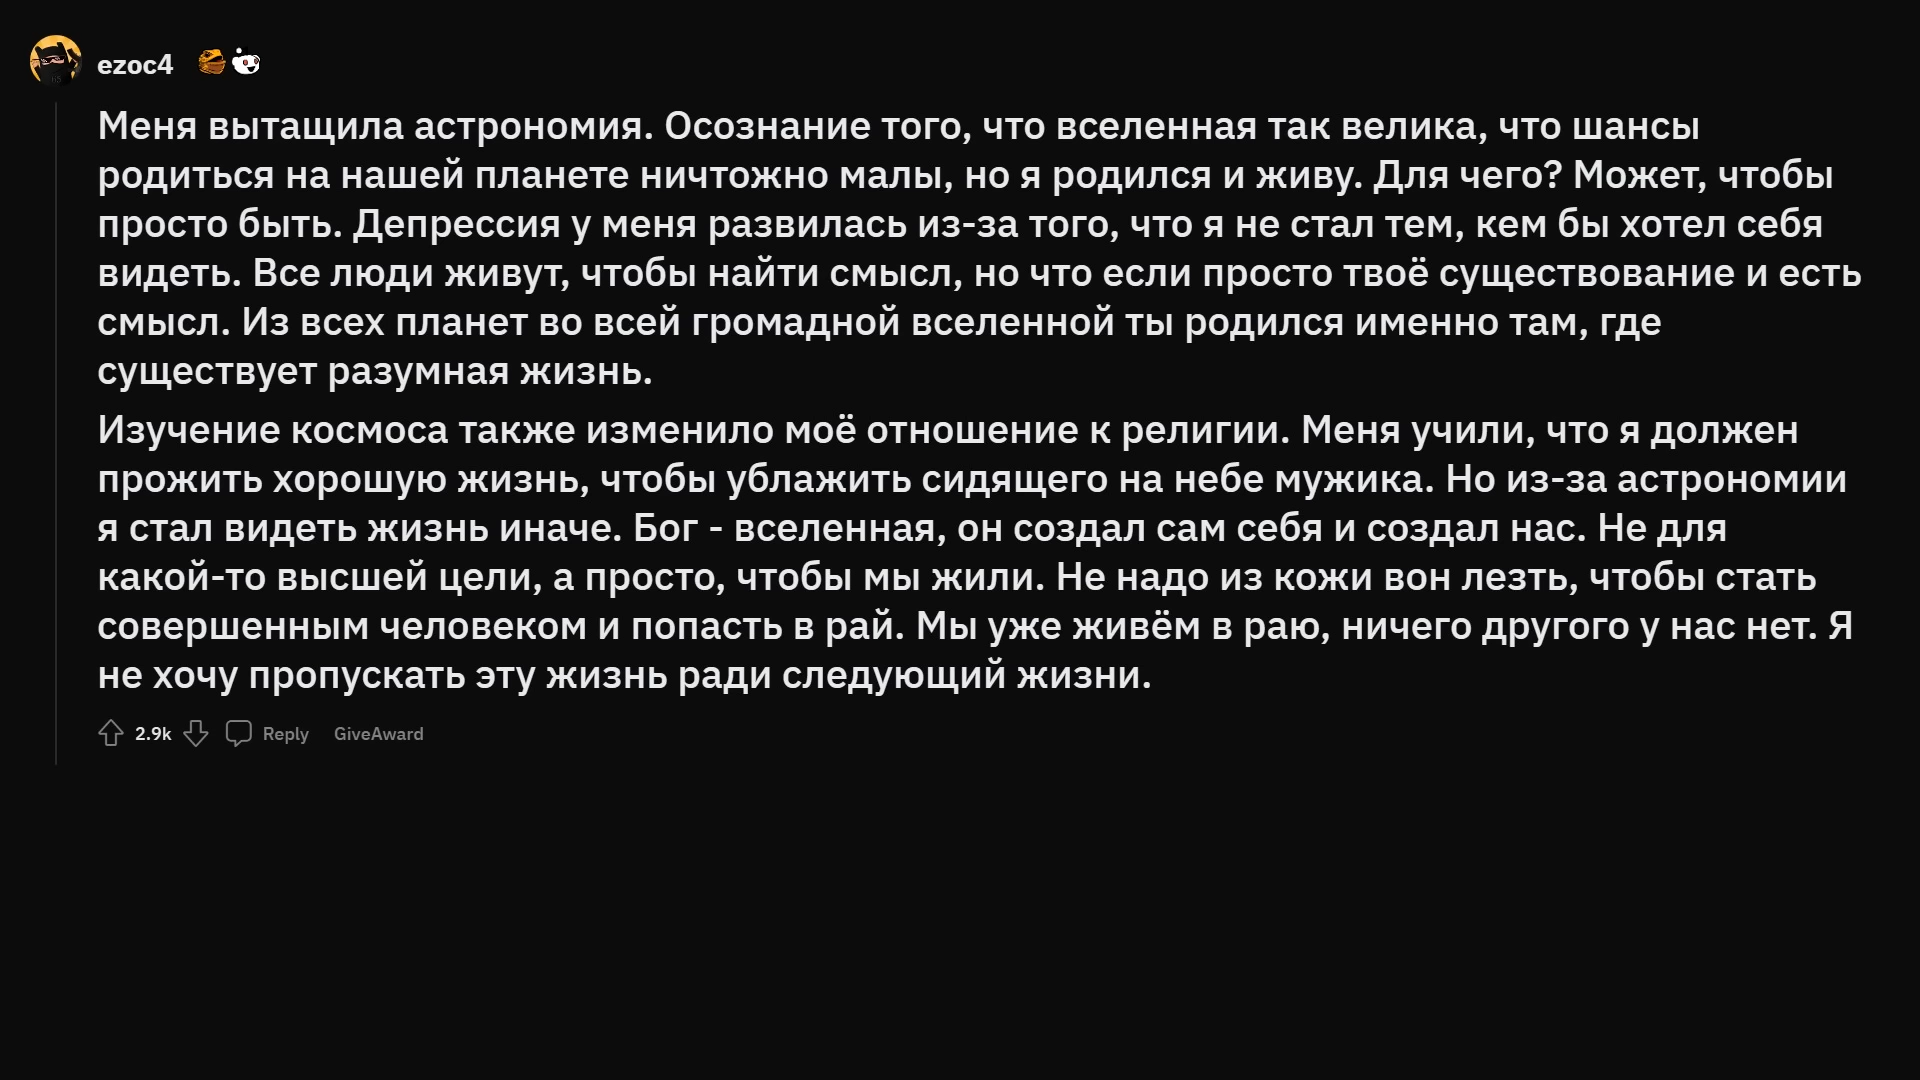 ezoc4
Меня вытащила астрономия. Осознание того, что вселенная так велика, что шансы
родиться на нашей планете ничтожно малы, но я родился и живу. Для чего? Может, чтобы
просто быть. Депрессия у меня развилась из-за того, что я не стал тем, кем бы хотел себя
видеть. Все люди живут, чтобы найти смысл, но что если просто твоё существование и есть
смысл. Из всех планет во всей громадной вселенной ты родился именно там, где
существует разумная жизнь.
Изучение космоса также изменило моё отношение к религии. Меня учили, что я должен
прожить хорошую жизнь, чтобы ублажить сидящего на небе мужика. Но из-за астрономии
я стал видеть жизнь иначе. Бог - вселенная, он создал сам себя и создал нас. Не для
какой-то высшей цели, а просто, чтобы мы жили. Не надо из кожи вон лезть, чтобы стать
совершенным человеком и попасть в рай. Мы уже живём в раю, ничего другого у нас нет. Я
не хочу пропускать эту жизнь ради следующий жизни.
2.9k Reply GiveAward